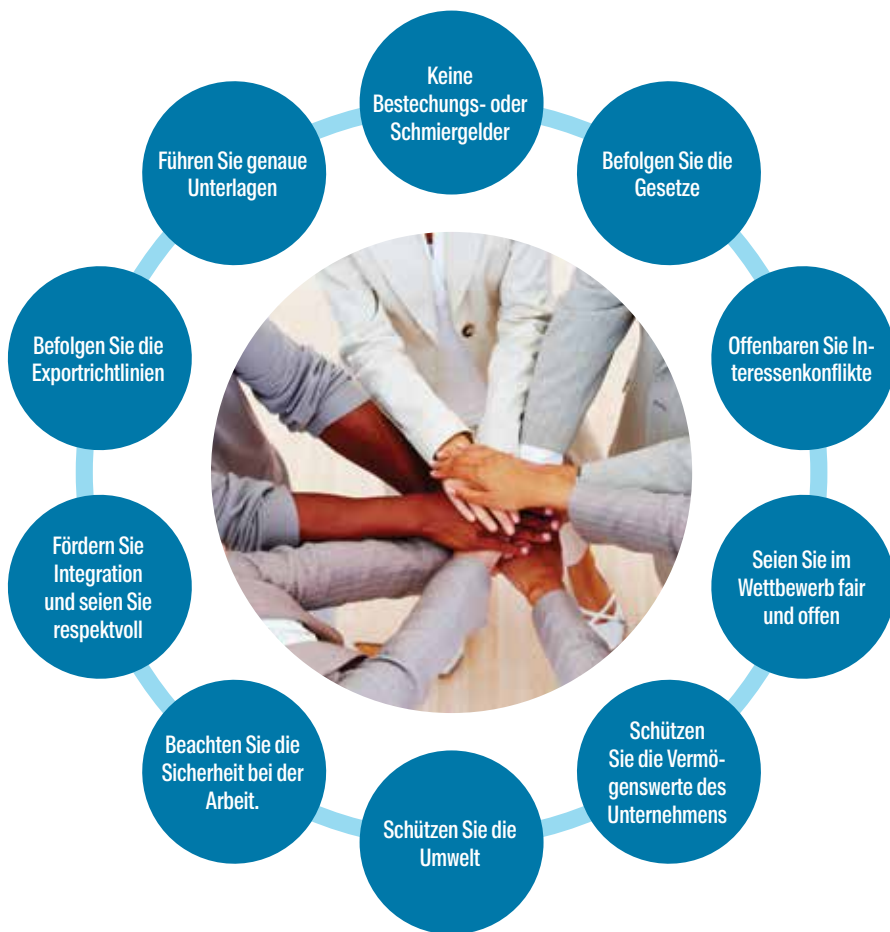 Keine
Bestechungs- oder
Schmiergelder
Befolgen Sie die
Gesetze
Offenbaren Sie In-
teressenkonflikte
Seien Sie im
Wettbewerb fair
und offen
Schützen
Sie die Vermö-
genswerte des
Unternehmens
Schützen Sie die
Umwelt
Beachten Sie die
Sicherheit bei der
Arbeit.
Fördern Sie
Integration
und seien Sie
respektvoll
Befolgen Sie die
Exportrichtlinien
Führen Sie genaue
Unterlagen